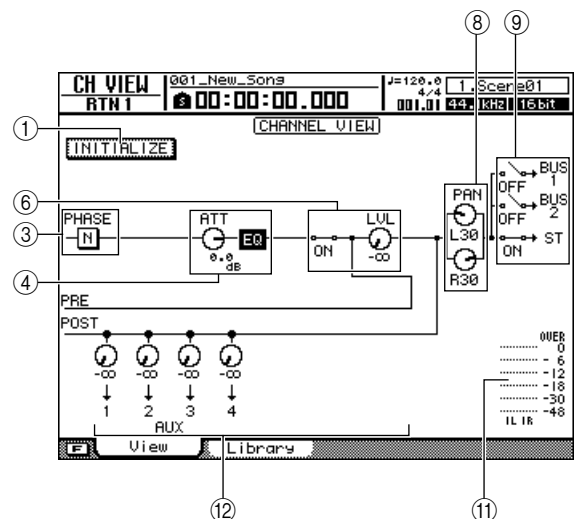 ⑧ ⑨
CH VIEW 001_New_Song ♩=120.0 4/4 1.Scene01
RTN 1 S 00:00:00.000 001.01 44.1kHz 16bit
① CHANNEL VIEW
INITIALIZE
⑥
PHASE ATT LVL PAN BUS 1
③ N EQ ON -∞ L30 OFF BUS 2
0.0 dB OFF ST
④ R30 ON
PRE
POST
OVER
0
-6
-12
-18
-30
-48
IL IR
-∞ -∞ -∞ -∞
1 2 3 4
AUX
F View Library
⑫ ⑪